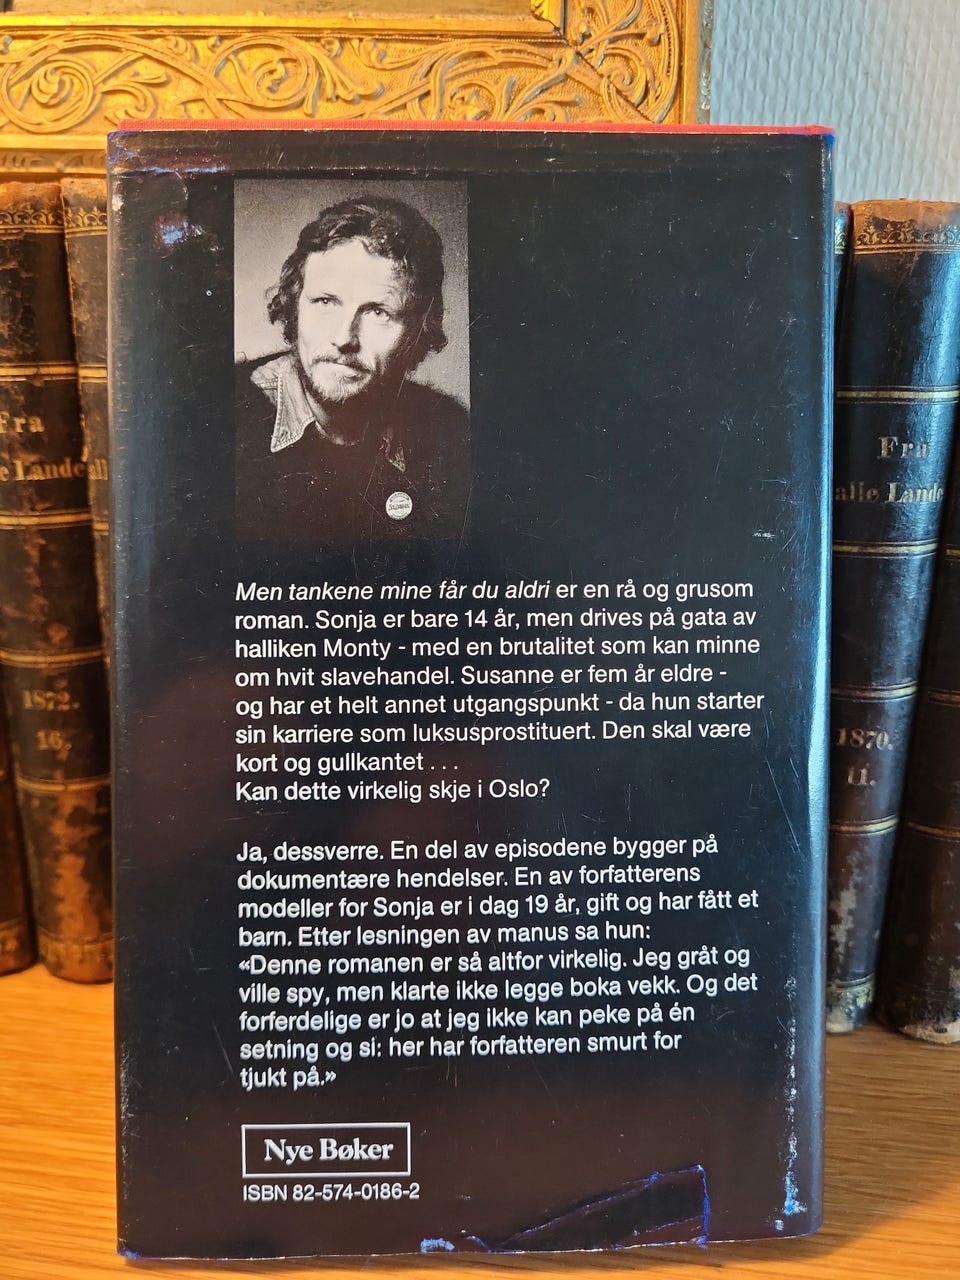 Men tankene mine får du aldri er en rå og grusom
roman. Sonja er bare 14 år, men drives på gata av
halliken Monty - med en brutalitet som kan minne
om hvit slavehandel. Susanne er fem år eldre -
og har et helt annet utgangspunkt - da hun starter
sin karriere som luksusprostituert. Den skal være
kort og gullkantet . . .
Kan dette virkelig skje i Oslo?
Ja, dessverre. En del av episodene bygger på
dokumentære hendelser. En av forfatterens
modeller for Sonja er i dag 19 år, gift og har fått et
barn. Etter lesningen av manus sa hun:
«Denne romanen er så altfor virkelig. Jeg gråt og
ville spy, men klarte ikke legge boka vekk. Og det
forferdelige er jo at jeg ikke kan peke på én
setning og si: her har forfatteren smurt for
tjukt på.»
Nye Bøker
ISBN 82-574-0186-2
Fra
e Lande
1872.
16.
all
Fra
alle Lande
1870.
11.